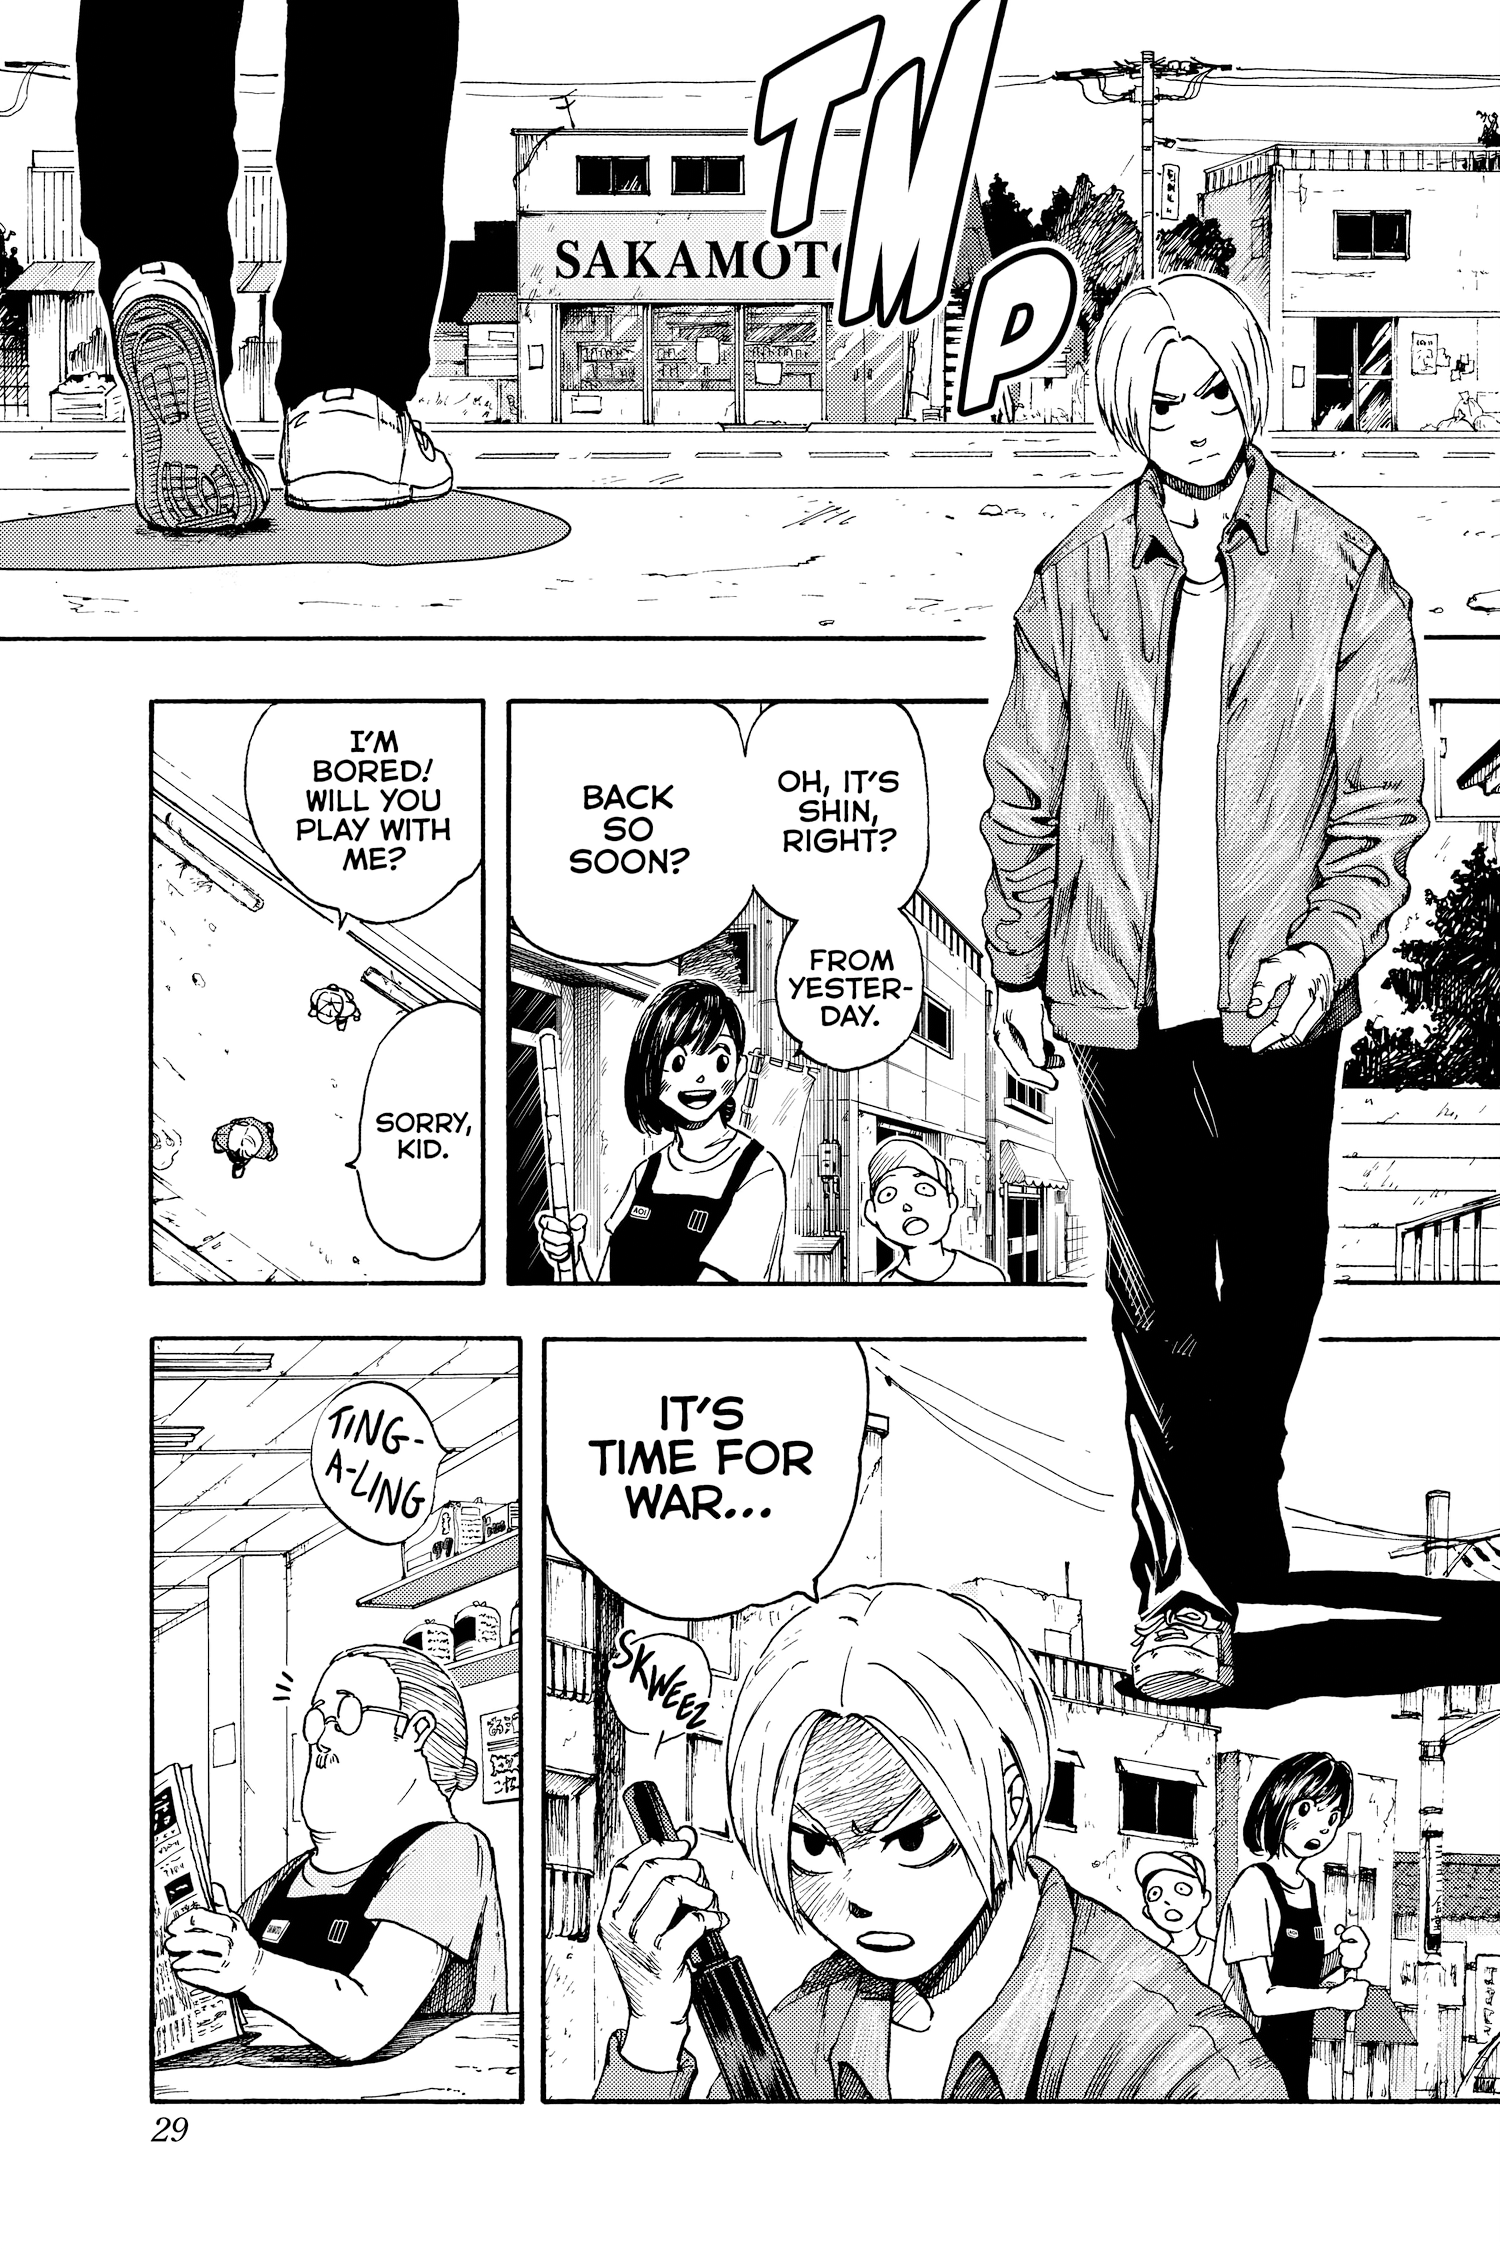 TMP
SAKAMOTO
OH, IT'S
SHIN,
RIGHT?
FROM
YESTER-
DAY.
BACK
SO
SOON?
AOI
I'M
BORED!
WILL YOU
PLAY WITH
ME?
SORRY,
KID.
IT'S
TIME FOR
WAR...
SKWEEZ
TING-
A-LING
29